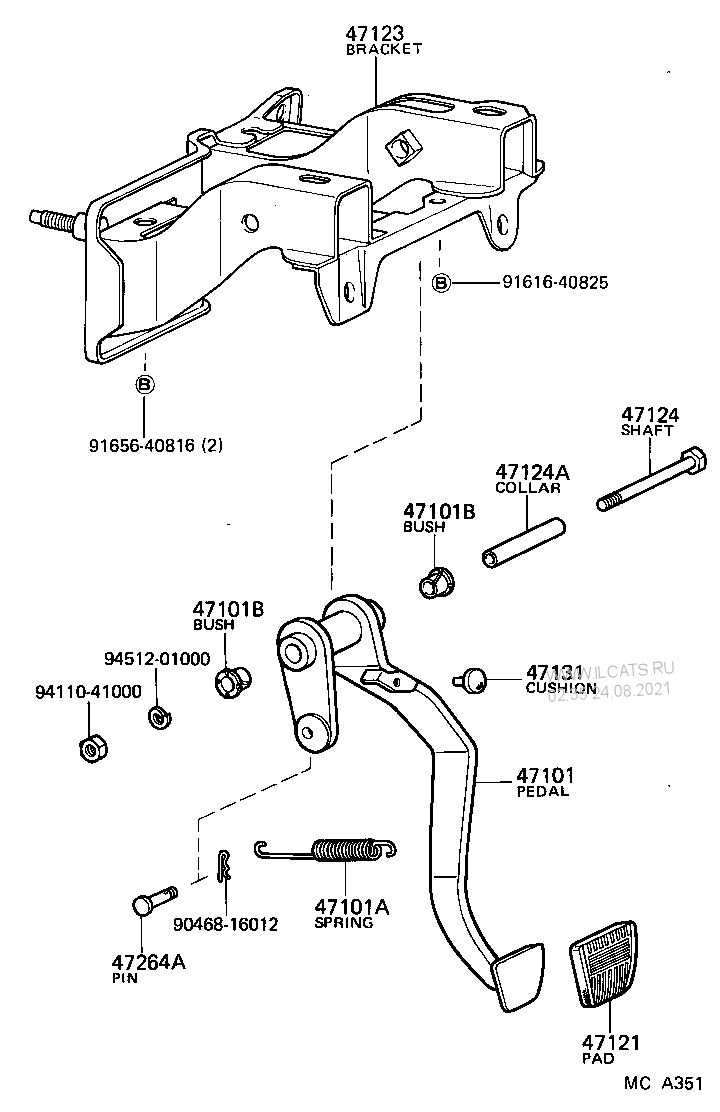 47123
BRACKET
B
91616-40825
B
91656-40816 (2)
47124
SHAFT
47124A
COLLAR
47101B
BUSH
47101B
BUSH
94512-01000
94110-41000
47131
CUSHION
WWW.ILCATS.RU
02:55 24.08.2021
47101
PEDAL
47101A
SPRING
90468-16012
47264A
PIN
47121
PAD
MC A351